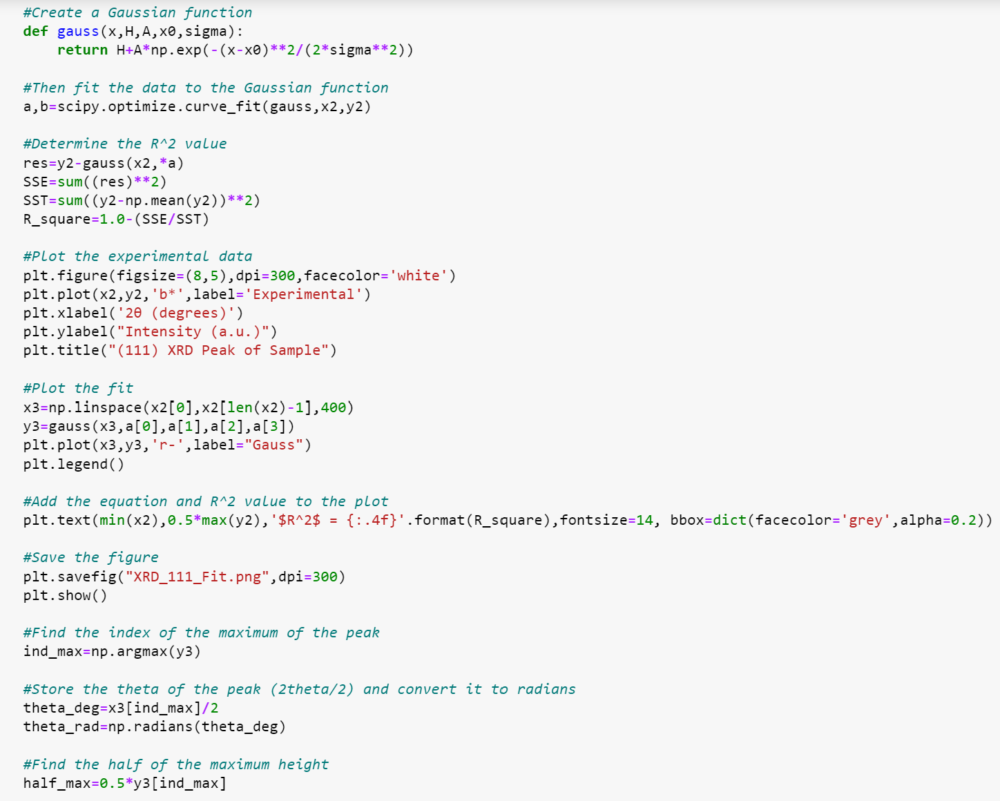 #Create a Gaussian function
def gauss(x,H,A,x0,sigma):
    return H+A*np.exp(-(x-x0)**2/(2*sigma**2))

#Then fit the data to the Gaussian function
a,b=scipy.optimize.curve_fit(gauss,x2,y2)

#Determine the R^2 value
res=y2-gauss(x2,*a)
SSE=sum((res)**2)
SST=sum((y2-np.mean(y2))**2)
R_square=1.0-(SSE/SST)

#Plot the experimental data
plt.figure(figsize=(8,5),dpi=300,facecolor='white')
plt.plot(x2,y2,'b*',label='Experimental')
plt.xlabel('2θ (degrees)')
plt.ylabel("Intensity (a.u.)")
plt.title("(111) XRD Peak of Sample")

#Plot the fit
x3=np.linspace(x2[0],x2[len(x2)-1],400)
y3=gauss(x3,a[0],a[1],a[2],a[3])
plt.plot(x3,y3,'r-',label="Gauss")
plt.legend()

#Add the equation and R^2 value to the plot
plt.text(min(x2),0.5*max(y2),'$R^2$ = {:.4f}'.format(R_square),fontsize=14, bbox=dict(facecolor='grey',alpha=0.2))

#Save the figure
plt.savefig("XRD_111_Fit.png",dpi=300)
plt.show()

#Find the index of the maximum of the peak
ind_max=np.argmax(y3)

#Store the theta of the peak (2theta/2) and convert it to radians
theta_deg=x3[ind_max]/2
theta_rad=np.radians(theta_deg)

#Find the half of the maximum height
half_max=0.5*y3[ind_max]